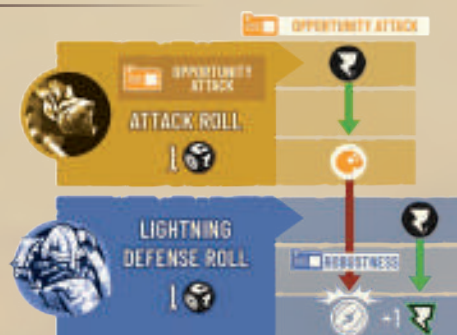 OPPORTUNITY ATTACK
OPPORTUNITY
ATTACK
ATTACK ROLL
1
LIGHTNING
DEFENSE ROLL
1
ROBUSTNESS
+1